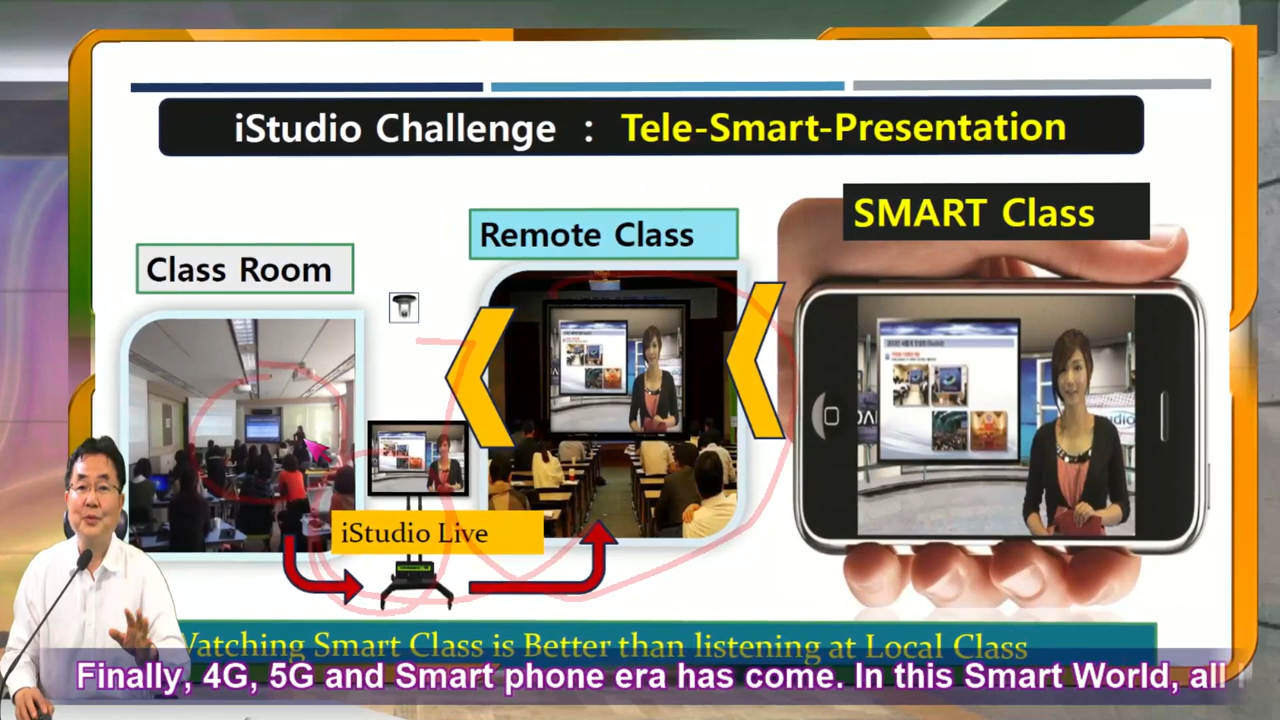 iStudio Challenge : Tele-Smart-Presentation
SMART Class
Remote Class
Class Room
iStudio Live
Watching Smart Class is Better than listening at Local Class
Finally, 4G, 5G and Smart phone era has come. In this Smart World, all